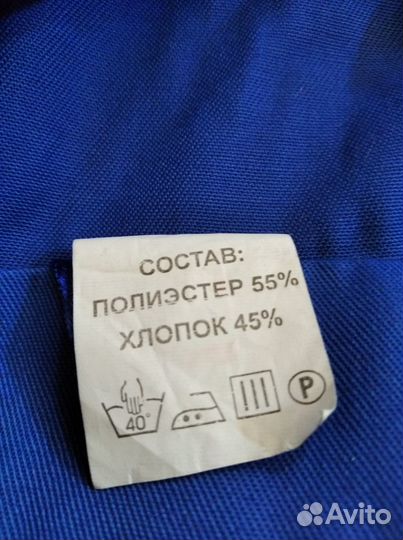 СОСТАВ:
ПОЛИЭСТЕР 55%
ХЛОПОК 45%
40° P
Avito